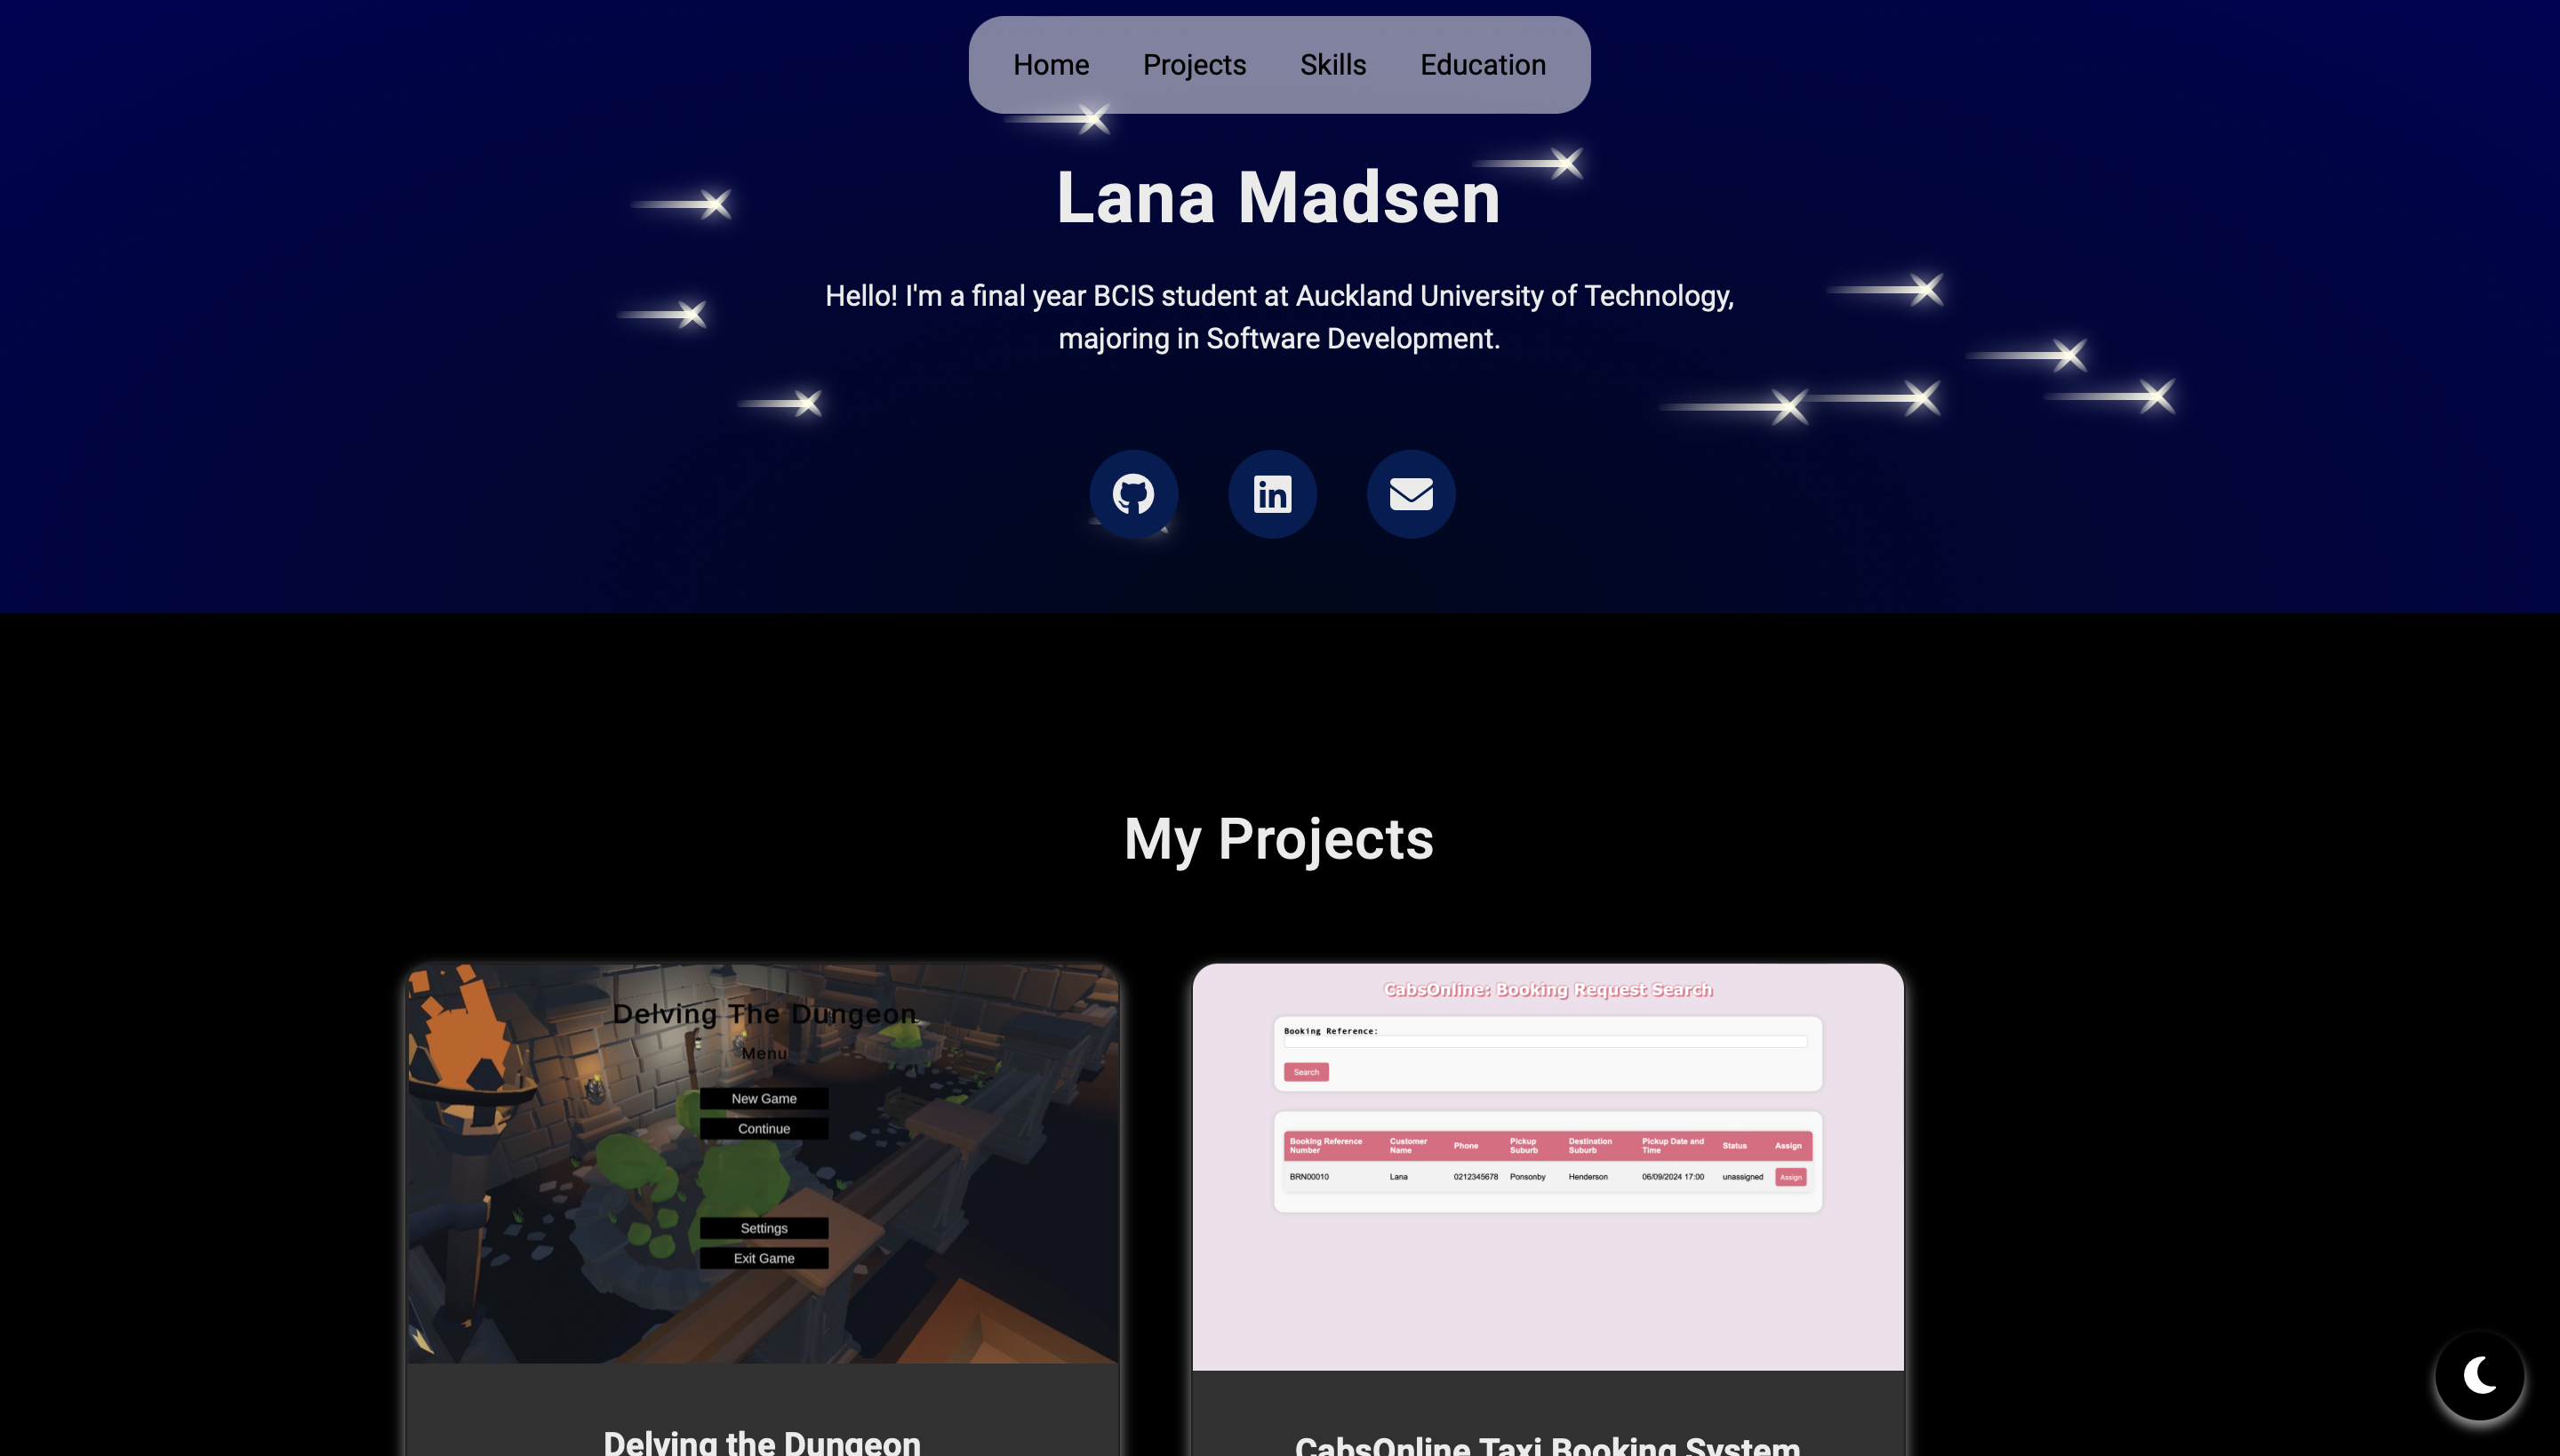 Home Projects Skills Education
Lana Madsen
Hello! I'm a final year BCIS student at Auckland University of Technology,
majoring in Software Development.
in
My Projects
Delving The Dungeon
Menu
New Game
Continue
Settings
Exit Game
Delving the Dungeon
CabsOnline: Booking Request Search
Booking Reference:
Search
Booking Reference Number Customer Name Phone Pickup Suburb Destination Suburb Pickup Date and Time Status Assign
BRN00010 Lana 0212345678 Ponsonby Henderson 06/09/2024 17:00 unassigned Assign
CabsOnline Taxi Booking System